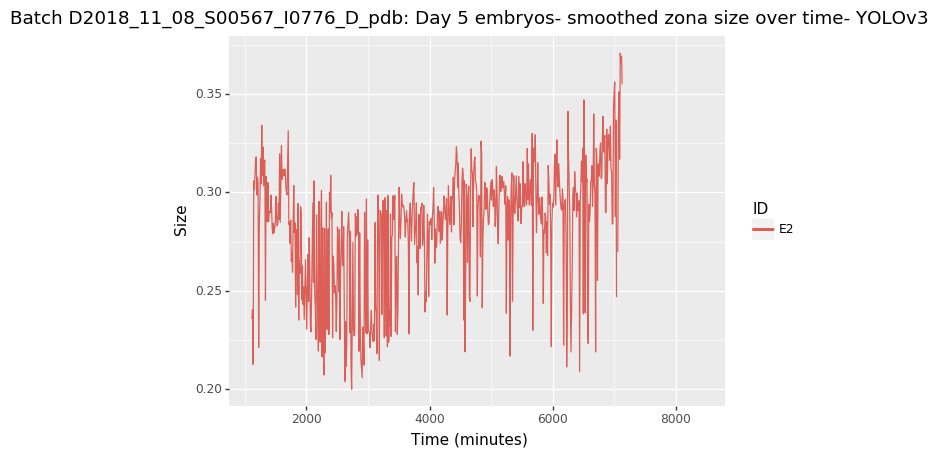 Batch D2018_11_08_S00567_I0776_D_pdb: Day 5 embryos- smoothed zona size over time- YOLOv3
0.35
0.30
0.25
0.20
Size
2000
4000
6000
8000
Time (minutes)
ID
E2